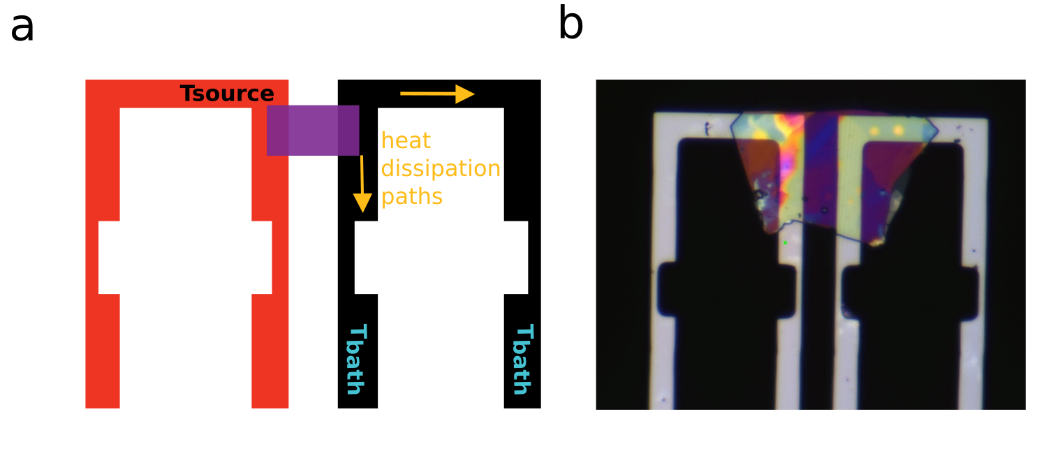 a
b
Tsource
heat
dissipation
paths
Tbath
Tbath